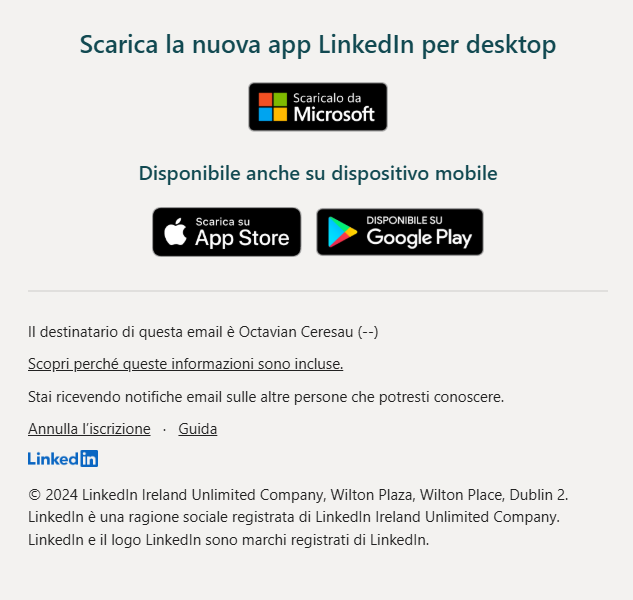 Scarica la nuova app LinkedIn per desktop
Scaricalo da
Microsoft
Disponibile anche su dispositivo mobile
Scarica su
App Store
DISPONIBILE SU
Google Play
Il destinatario di questa email è Octavian Ceresau (--)
Scopri perché queste informazioni sono incluse.
Stai ricevendo notifiche email sulle altre persone che potresti conoscere.
Annulla l’iscrizione · Guida
LinkedIn
© 2024 LinkedIn Ireland Unlimited Company, Wilton Plaza, Wilton Place, Dublin 2.
LinkedIn è una ragione sociale registrata di LinkedIn Ireland Unlimited Company.
LinkedIn e il logo LinkedIn sono marchi registrati di LinkedIn.